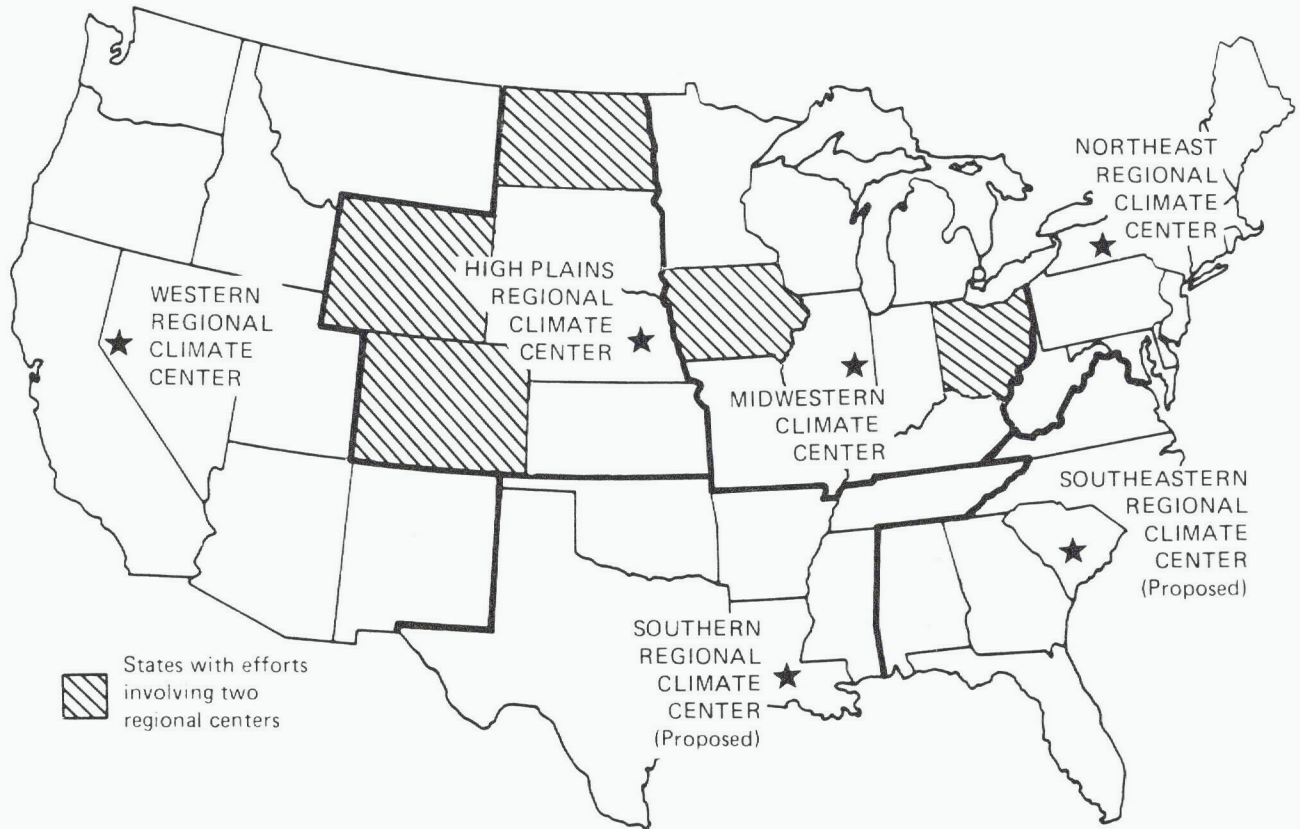 NORTHEAST
REGIONAL
CLIMATE
CENTER
HIGH PLAINS
REGIONAL
CLIMATE
CENTER
WESTERN
REGIONAL
CLIMATE
CENTER
MIDWESTERN
CLIMATE
CENTER
SOUTHEASTERN
REGIONAL
CLIMATE
CENTER
(Proposed)
SOUTHERN
REGIONAL
CLIMATE
CENTER
(Proposed)
States with efforts
involving two
regional centers